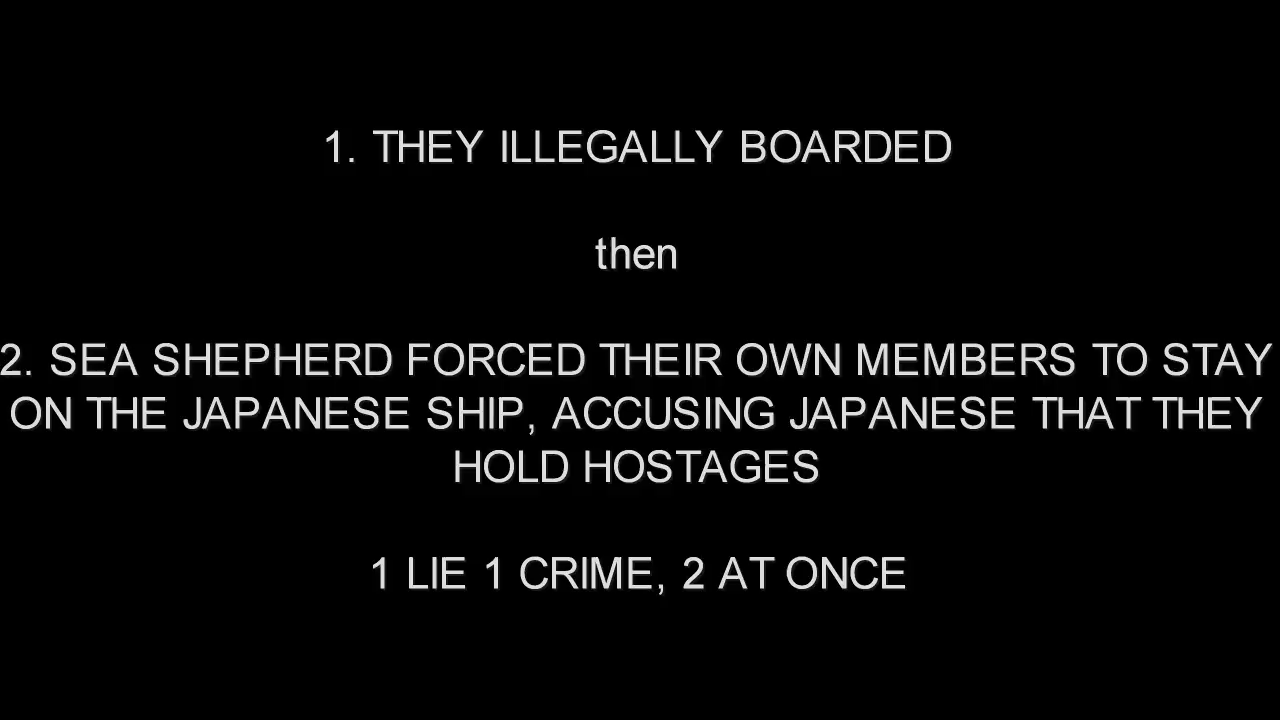 1. THEY ILLEGALLY BOARDED
then
2. SEA SHEPHERD FORCED THEIR OWN MEMBERS TO STAY
ON THE JAPANESE SHIP, ACCUSING JAPANESE THAT THEY
HOLD HOSTAGES
1 LIE 1 CRIME, 2 AT ONCE